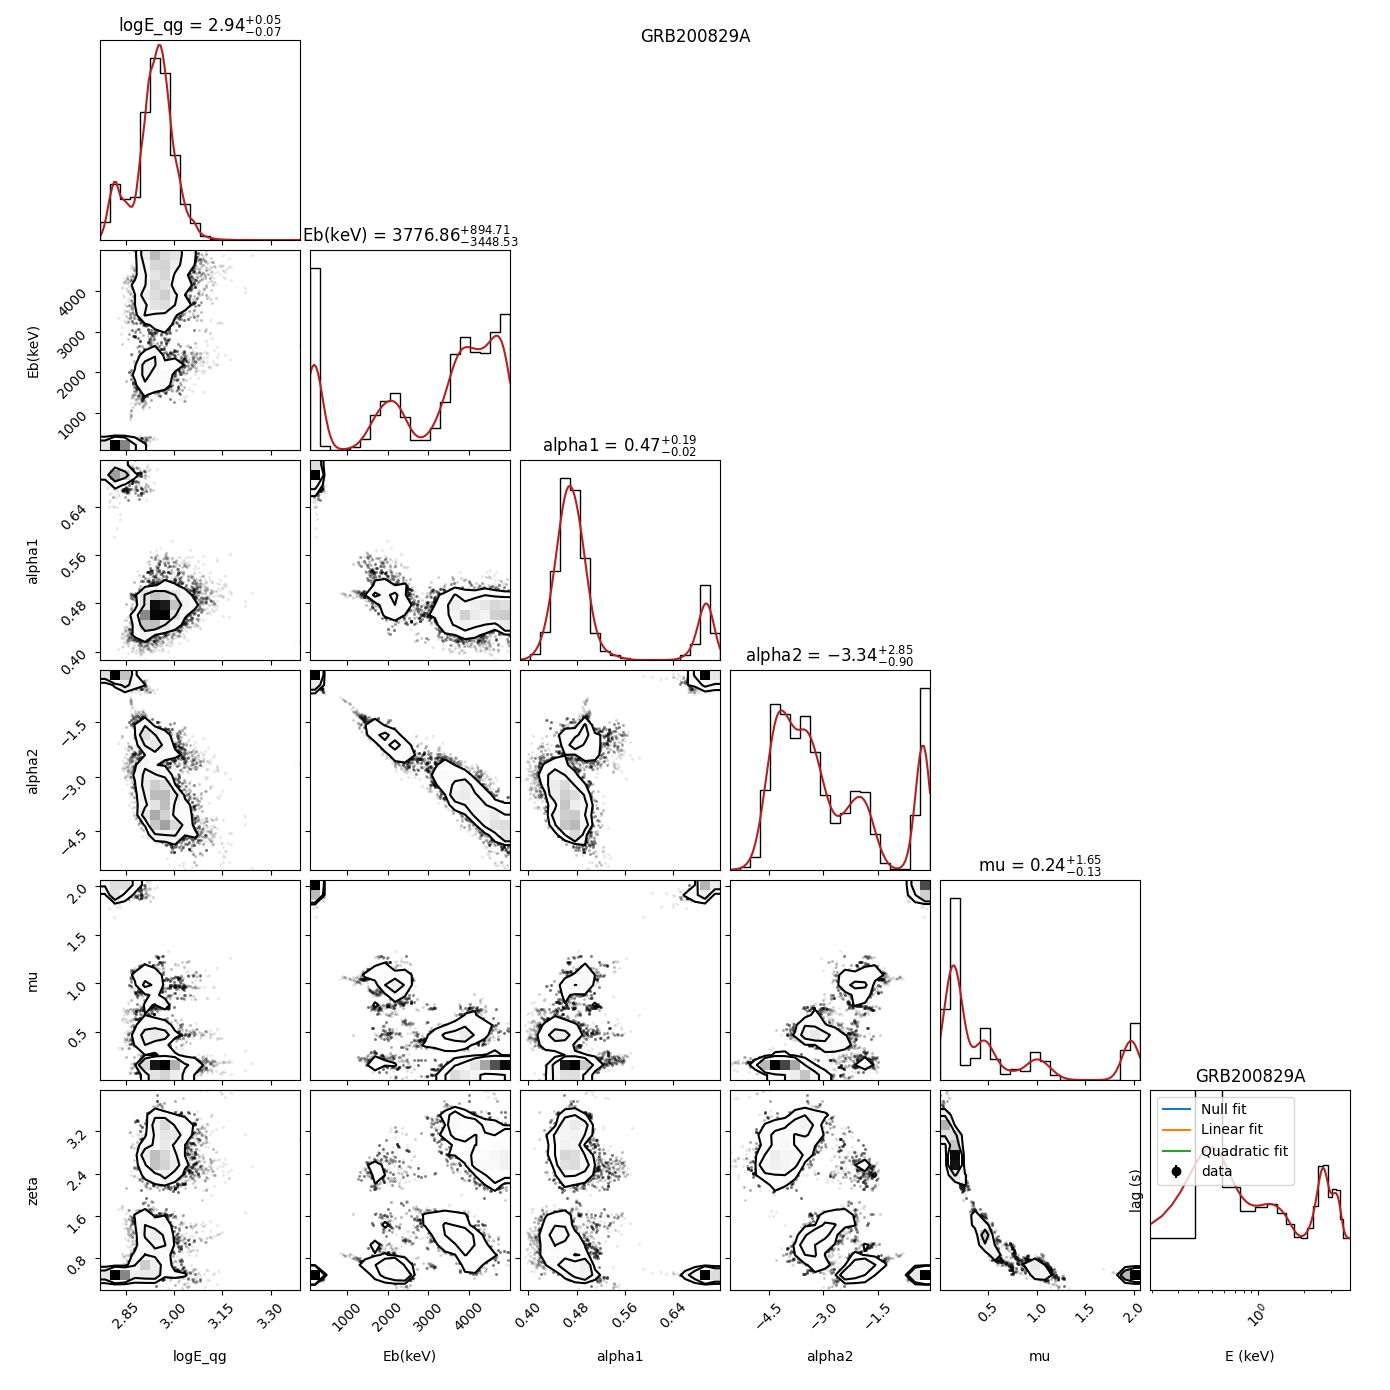 logE_qg = 2.94+0.05 −0.07
GRB200829A
Eb(keV) = 3776.86+894.71 −3448.53
4000
3000
2000
1000
Eb(keV)
alpha1 = 0.47+0.19 −0.02
0.64
0.56
0.48
0.40
alpha1
alpha2 = −3.34+2.85 −0.90
−1.5
−3.0
−4.5
alpha2
mu = 0.24+1.65 −0.13
2.0
1.5
1.0
0.5
mu
GRB200829A
Null fit
Linear fit
Quadratic fit
data
lag (s)
3.2
2.4
1.6
0.8
zeta
2.85 3.00 3.15 3.30
1000 2000 3000 4000
0.40 0.48 0.56 0.64
−4.5 −3.0 −1.5
0.5 1.0 1.5 2.0
10^0
logE_qg
Eb(keV)
alpha1
alpha2
mu
E (keV)